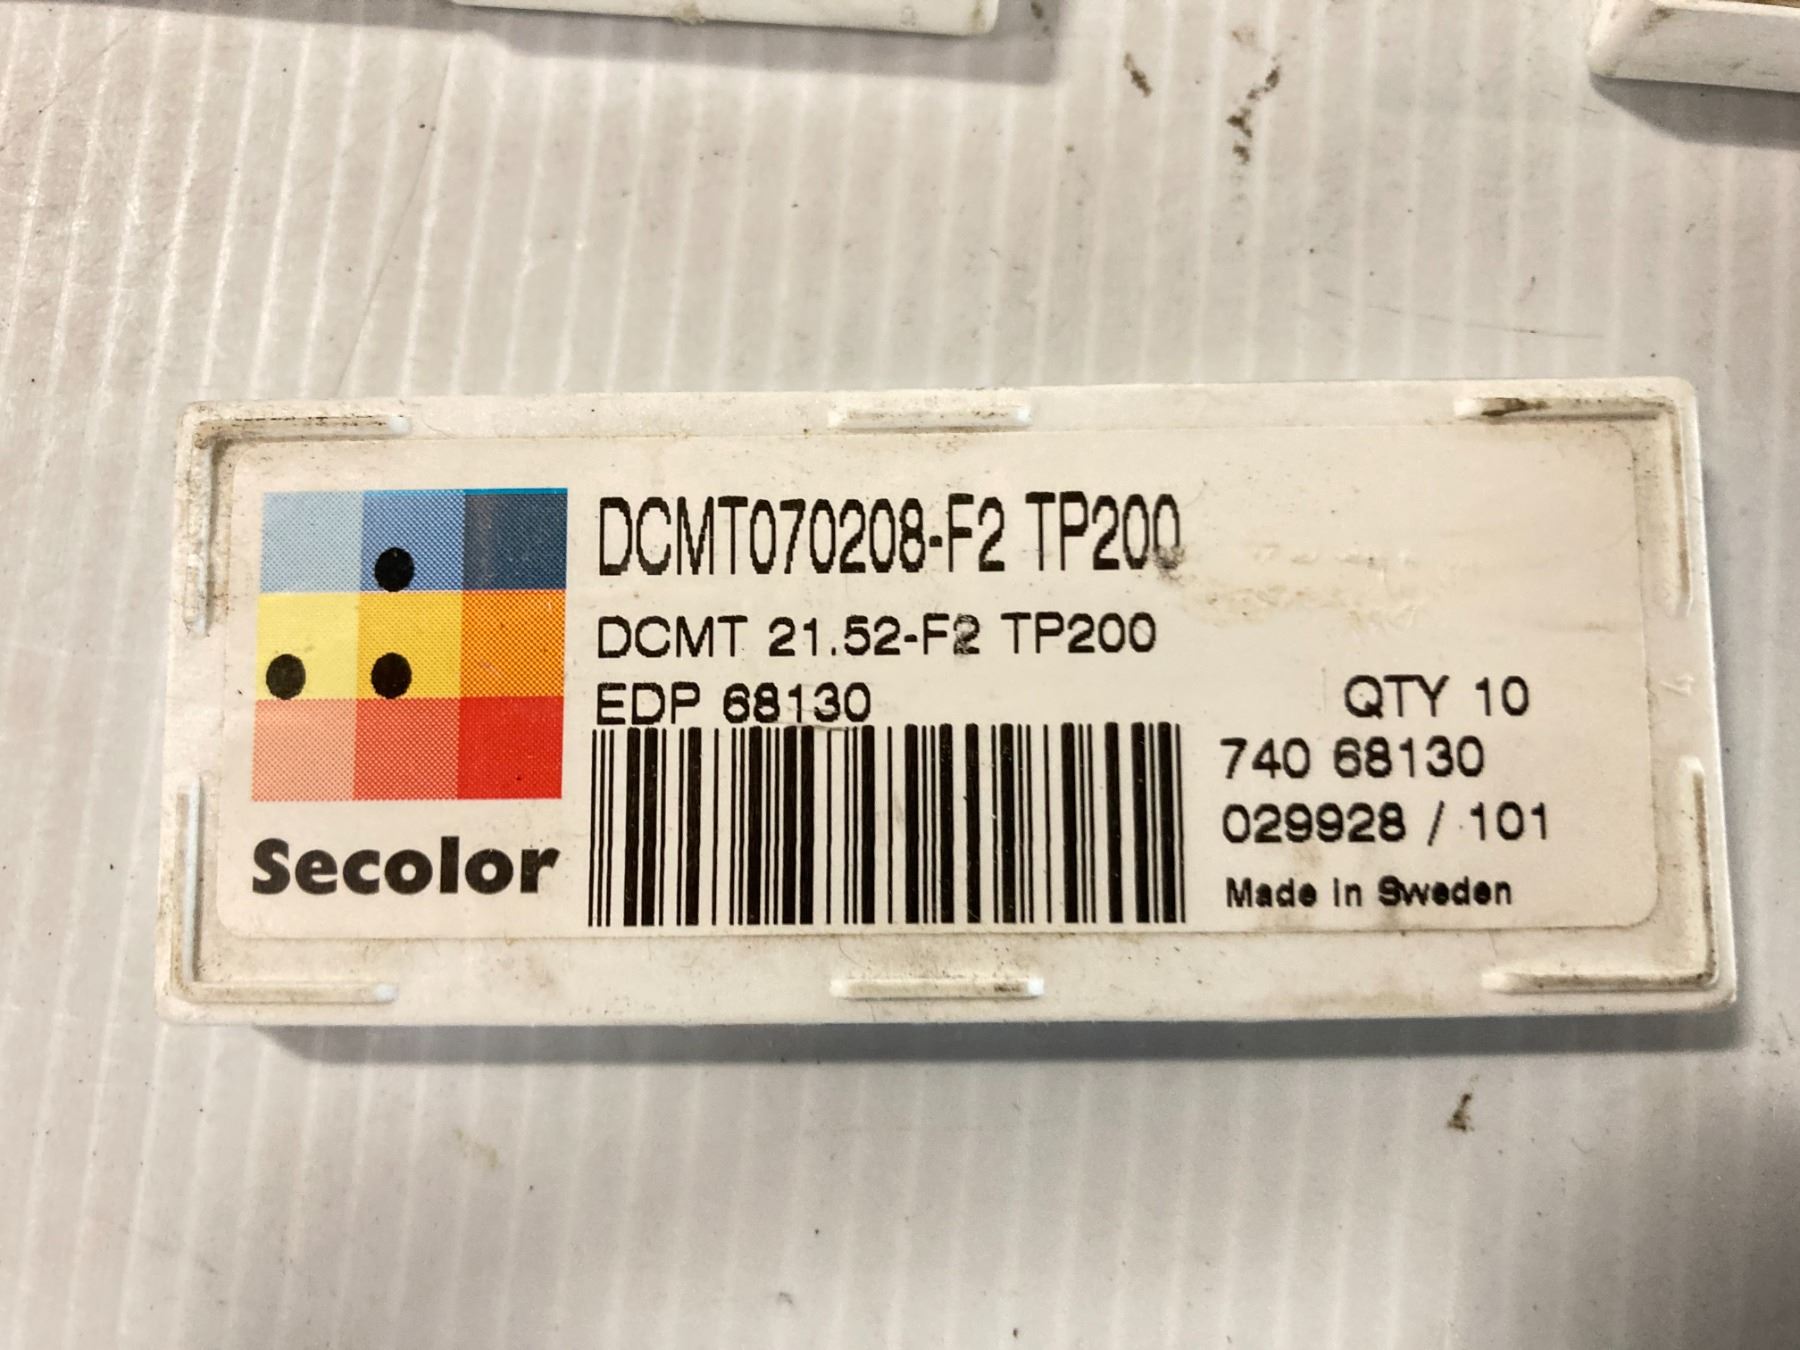 DCMT070208-F2 TP200
DCMT 21.52-F2 TP200
EDP 68130
QTY 10
740 68130
029928 / 101
Made in Sweden
Secolor